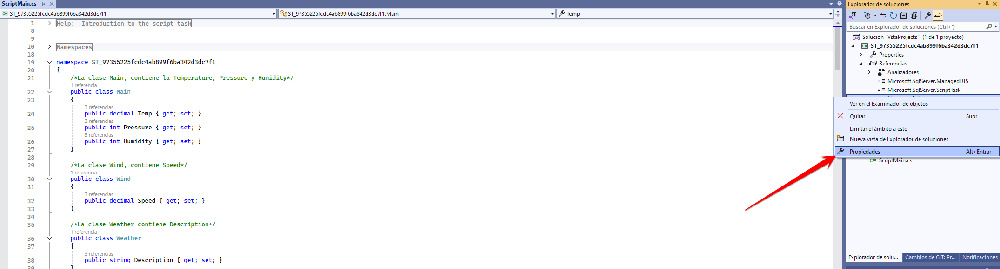 ScriptMain.cs
ST_97355225fcdc4ab899f6ba342d3dc7f1
ST_97355225fcdc4ab899f6ba342d3dc7f1.Main
Temp
1 Help:  Introduction to the script task
8
10 Namespaces
18
19 namespace ST_97355225fcdc4ab899f6ba342d3dc7f1
20 {
21 /*La clase Main, contiene la Temperature, Pressure y Humidity*/
1 referencia
22 public class Main
23 {
3 referencias
24 public decimal Temp { get; set; }
3 referencias
25 public int Pressure { get; set; }
3 referencias
26 public int Humidity { get; set; }
27 }
28
29 /*La clase Wind, contiene Speed*/
1 referencia
30 public class Wind
31 {
3 referencias
32 public decimal Speed { get; set; }
33 }
34
35 /*La clase Weather contiene Description*/
1 referencia
36 public class Weather
37 {
3 referencias
38 public string Description { get; set; }
39 }
Explorador de soluciones
Buscar en Explorador de soluciones (Ctrl+´)
Solución "VstaProjects" (1 de 1 proyecto)
C# ST_97355225fcdc4ab899f6ba342d3dc7f1
Properties
Referencias
Analizadores
Microsoft.SqlServer.ManagedDTS
Microsoft.SqlServer.ScriptTask
Ver en el Examinador de objetos
Quitar Supr
Limitar el ámbito a esto
Nueva vista de Explorador de soluciones
Propiedades Alt+Entrar
C# ScriptMain.cs
Explorador de solu... Cambios de GIT: Pr... Notificaciones